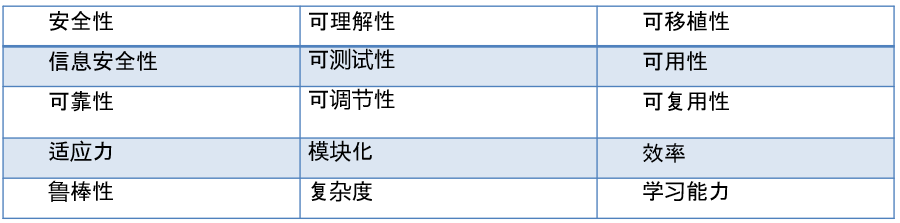 安全性 可理解性 可移植性
信息安全性 可测试性 可用性
可靠性 可调节性 可复用性
适应力 模块化 效率
鲁棒性 复杂度 学习能力